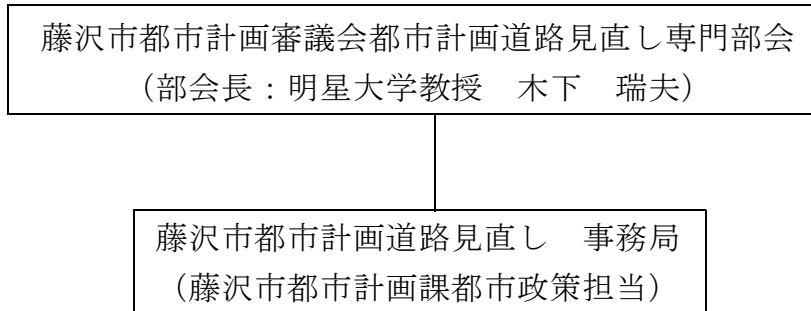 藤沢市都市計画審議会都市計画道路見直し専門部会
（部会長：明星大学教授　木下　瑞夫）
藤沢市都市計画道路見直し　事務局
（藤沢市都市計画課都市政策担当）